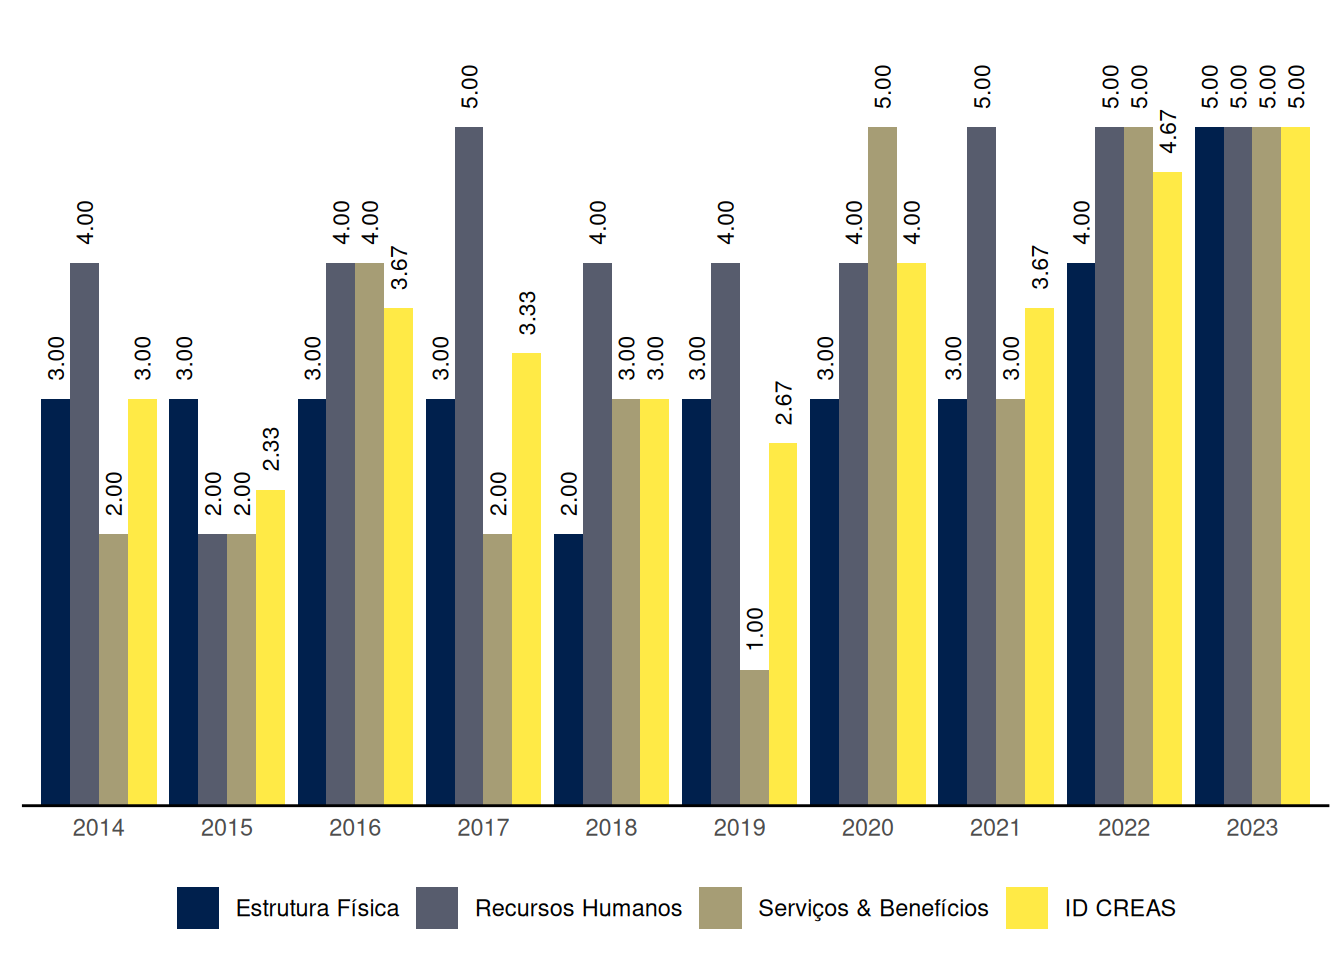 3.00 4.00 2.00 3.00
3.00 2.00 2.00 2.33
3.00 4.00 4.00 3.67
3.00 5.00 2.00 3.33
2.00 4.00 3.00 3.00
3.00 4.00 1.00 2.67
3.00 4.00 5.00 4.00
3.00 5.00 3.00 3.67
4.00 5.00 5.00 4.67
5.00 5.00 5.00 5.00
2014 2015 2016 2017 2018 2019 2020 2021 2022 2023
Estrutura Física Recursos Humanos Serviços & Benefícios ID CREAS